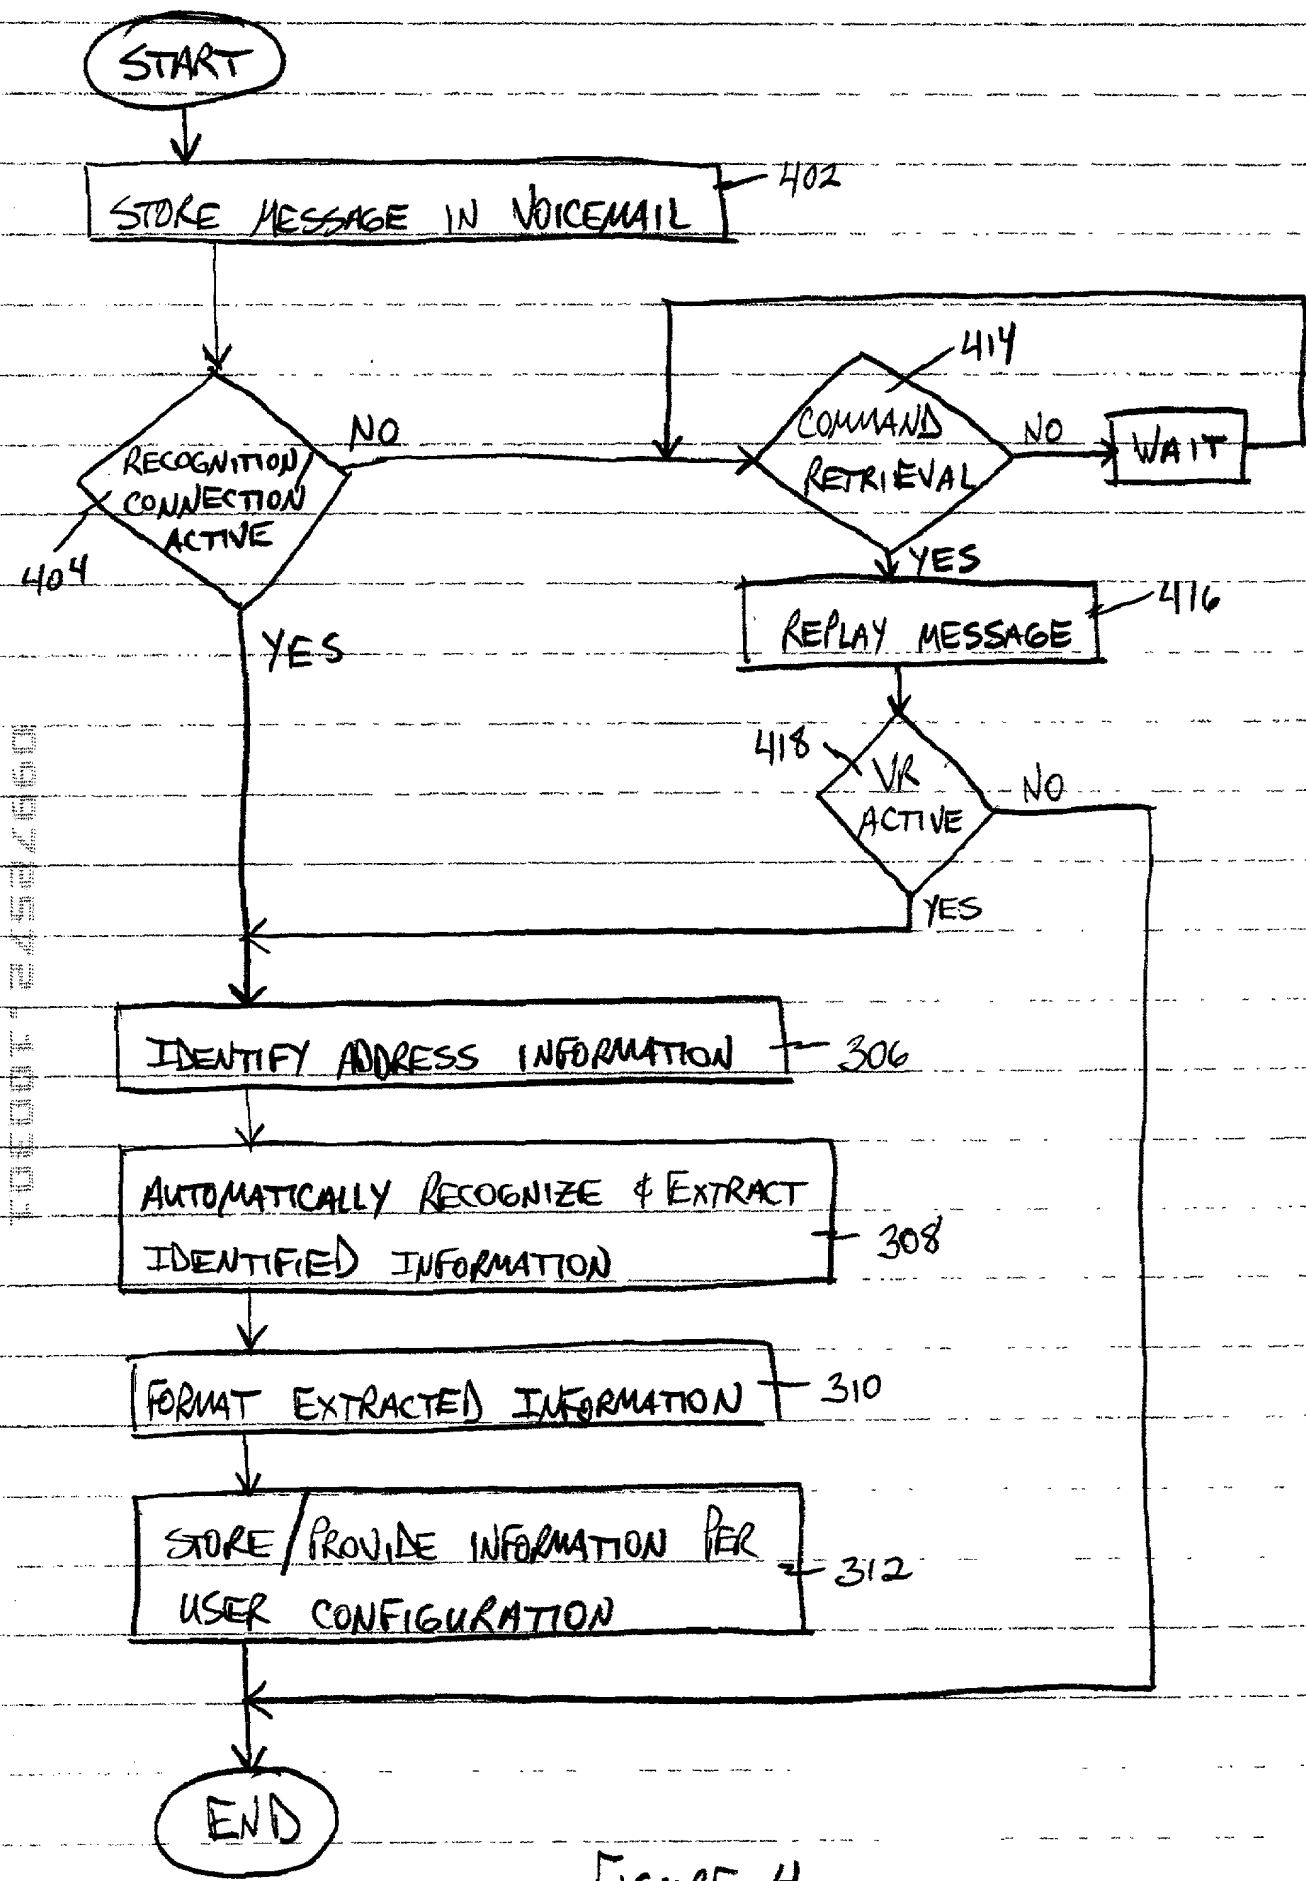 START
STORE MESSAGE IN VOICEMAIL
402
414
NO
COMMAND
RETRIEVAL
NO
WAIT
RECOGNITION/
CONNECTION
ACTIVE
404
YES
YES
REPLAY MESSAGE
416
418
VR
ACTIVE
NO
YES
IDENTIFY ADDRESS INFORMATION
306
AUTOMATICALLY RECOGNIZE & EXTRACT
IDENTIFIED INFORMATION
308
FORMAT EXTRACTED INFORMATION
310
STORE/PROVIDE INFORMATION PER
USER CONFIGURATION
312
END
FIGURE 4